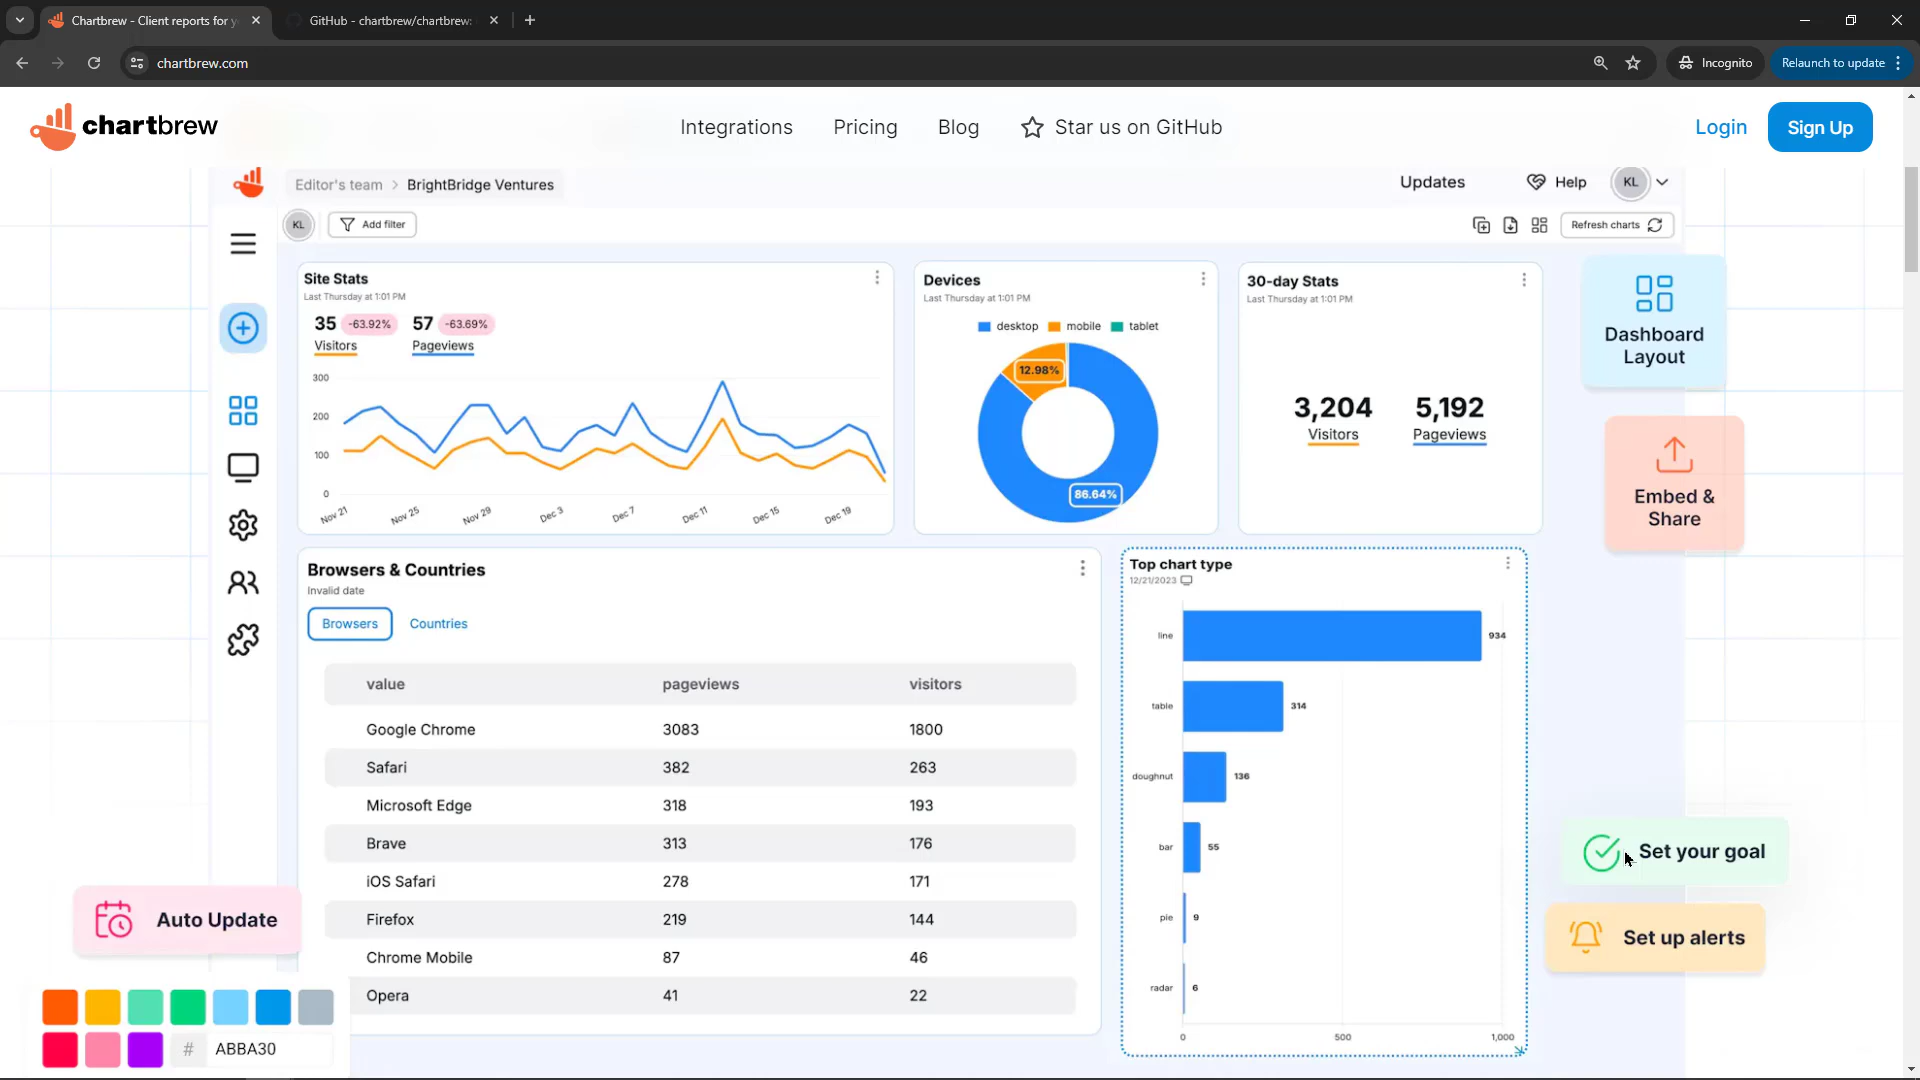 Chartbrew - Client reports for y
GitHub - chartbrew/chartbrew:
chartbrew.com
Incognito
Relaunch to update
chartbrew
Integrations
Pricing
Blog
Star us on GitHub
Login
Sign Up
Editor's team > BrightBridge Ventures
Updates
Help
KL
KL
Add filter
Refresh charts
Site Stats
Last Thursday at 1:01 PM
35 -63.92% 57 -63.69%
Visitors Pageviews
300
200
100
0
Nov 21 Nov 25 Nov 29 Dec 3 Dec 7 Dec 11 Dec 15 Dec 19
Devices
Last Thursday at 1:01 PM
desktop mobile tablet
12.98%
86.64%
30-day Stats
Last Thursday at 1:01 PM
3,204 5,192
Visitors Pageviews
Dashboard
Layout
Embed &
Share
Browsers & Countries
Invalid date
Browsers Countries
value pageviews visitors
Google Chrome 3083 1800
Safari 382 263
Microsoft Edge 318 193
Brave 313 176
iOS Safari 278 171
Firefox 219 144
Chrome Mobile 87 46
Opera 41 22
Top chart type
12/21/2023
line 934
table 314
doughnut 136
bar 55
pie 9
radar 6
0 500 1,000
Set your goal
Set up alerts
Auto Update
# ABBA30